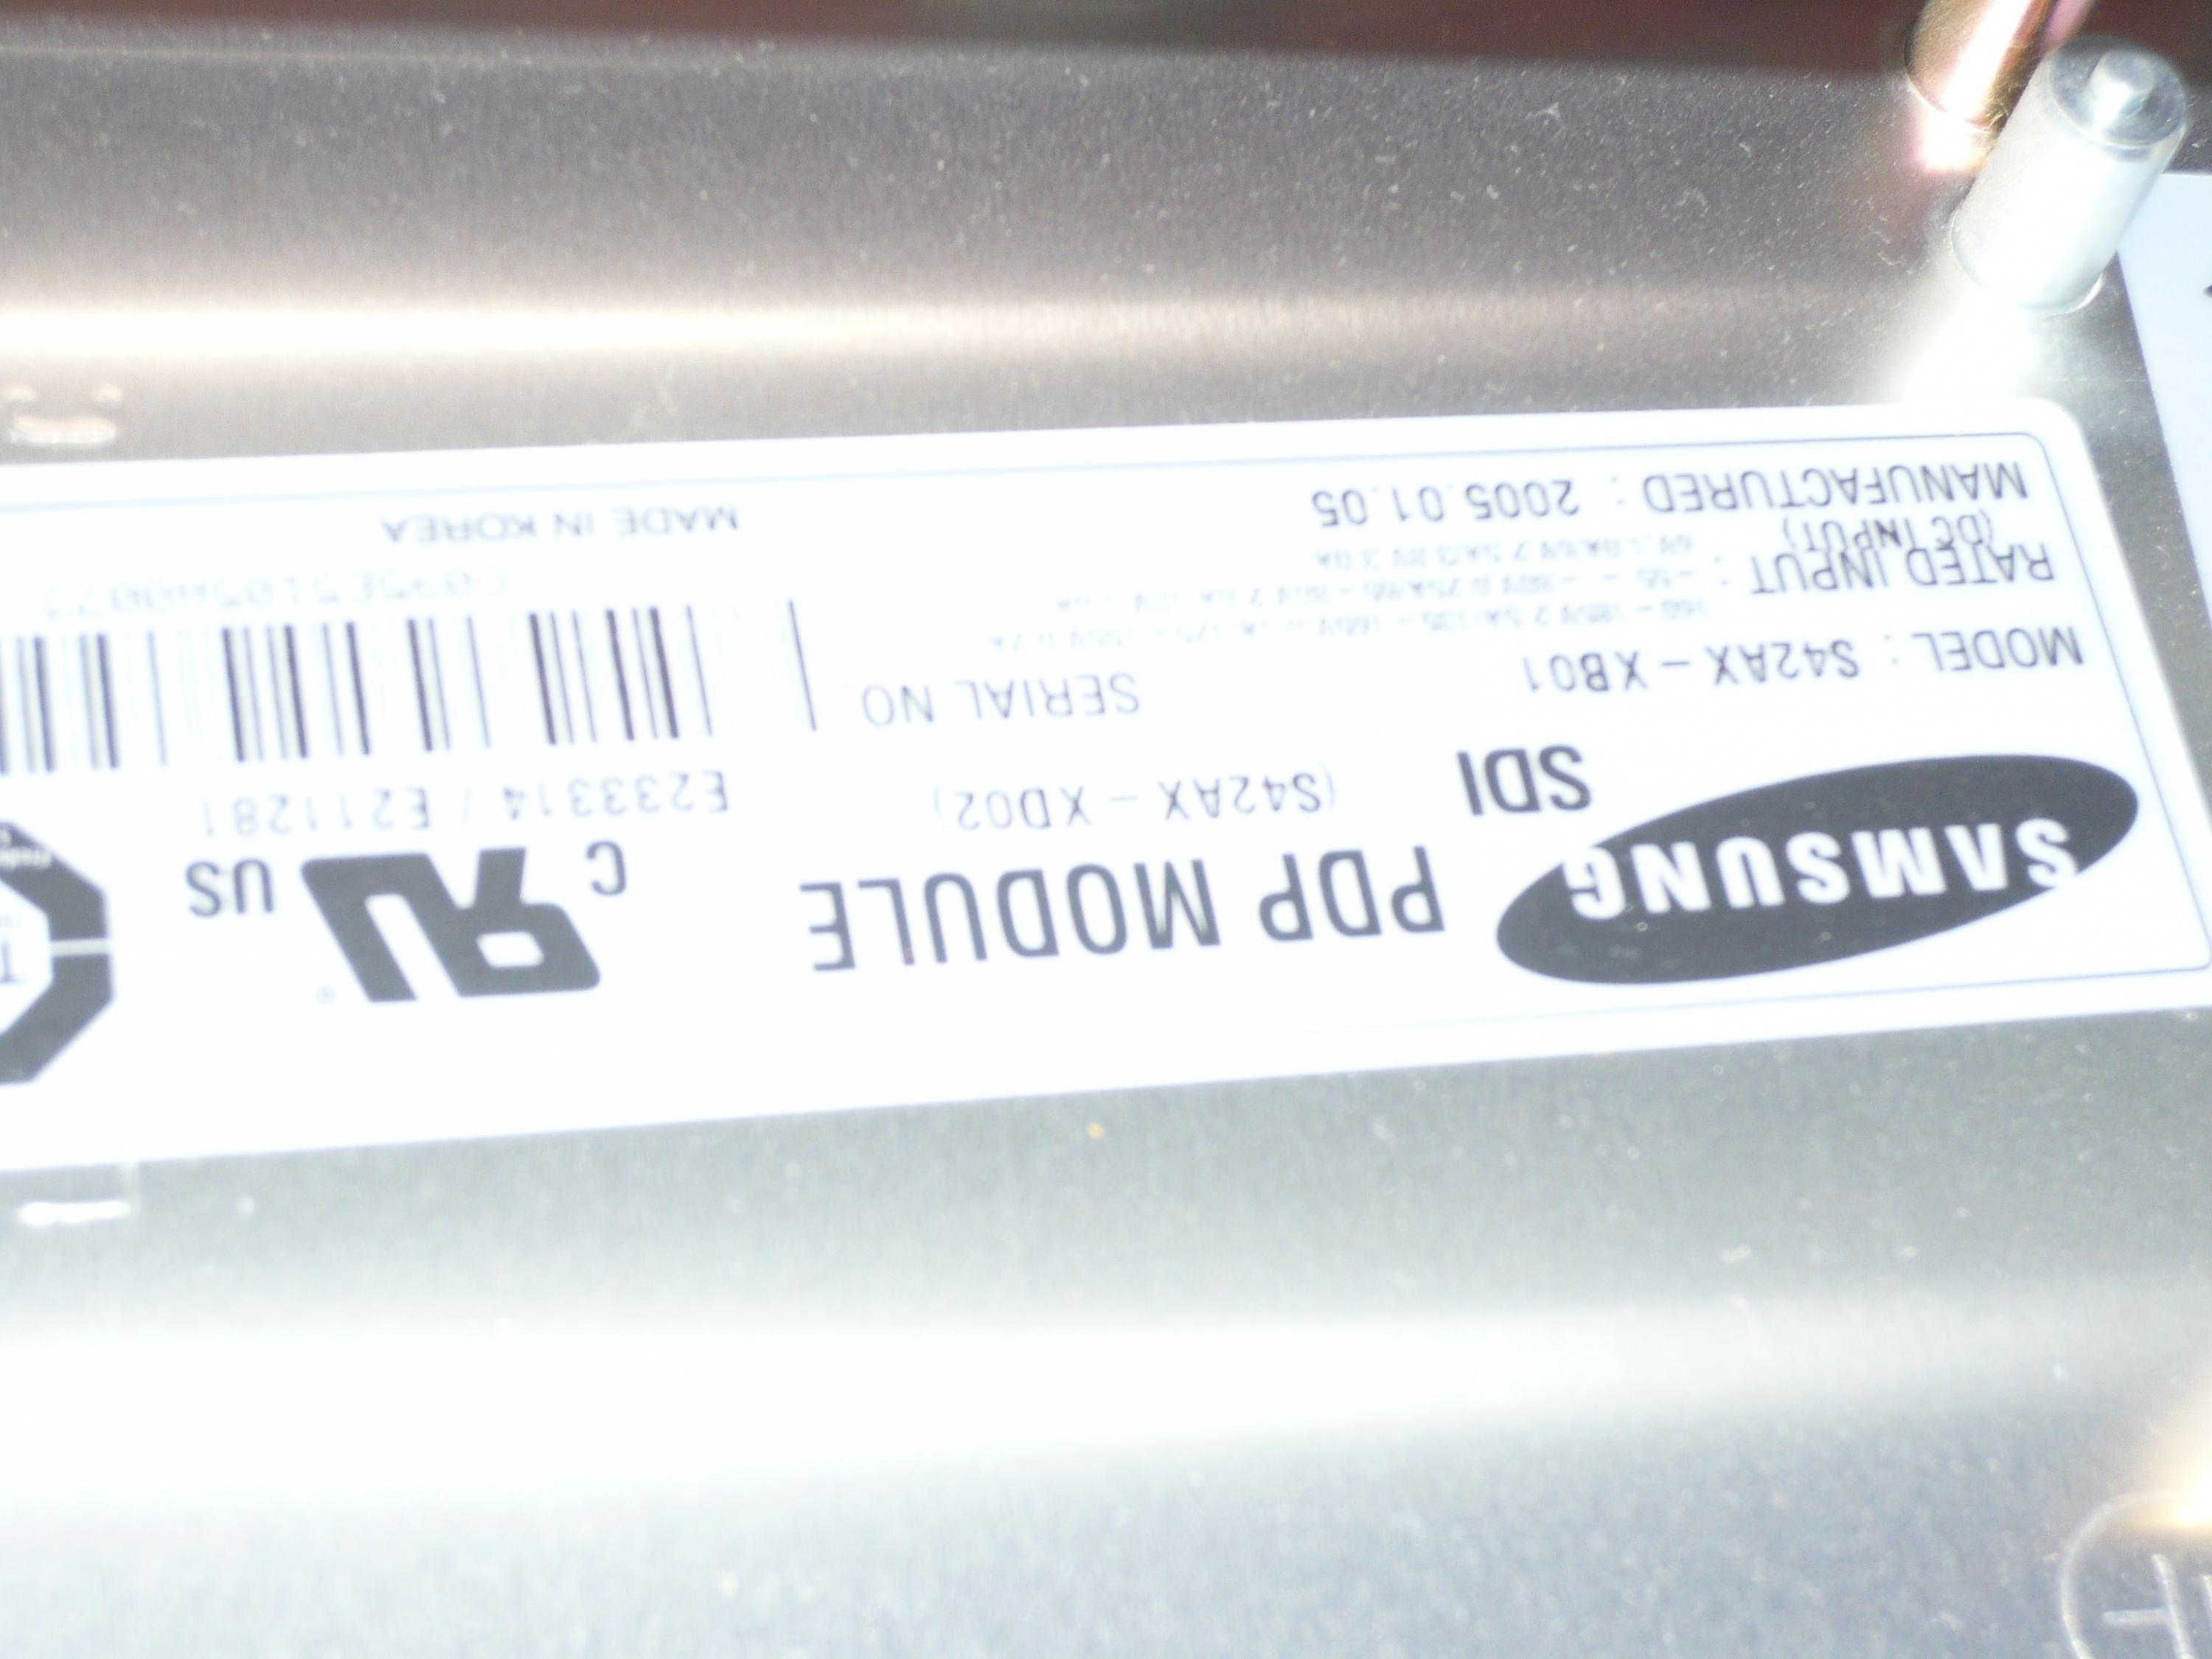 SAMSUNG
SDI
PDP MODULE
(S42AX-XD02)
C
US
E233314 / E211281
MODEL : S42AX-XB01
SERIAL NO
RATED INPUT :
(DC INPUT)
MANUFACTURED : 2005.01.05
MADE IN KOREA